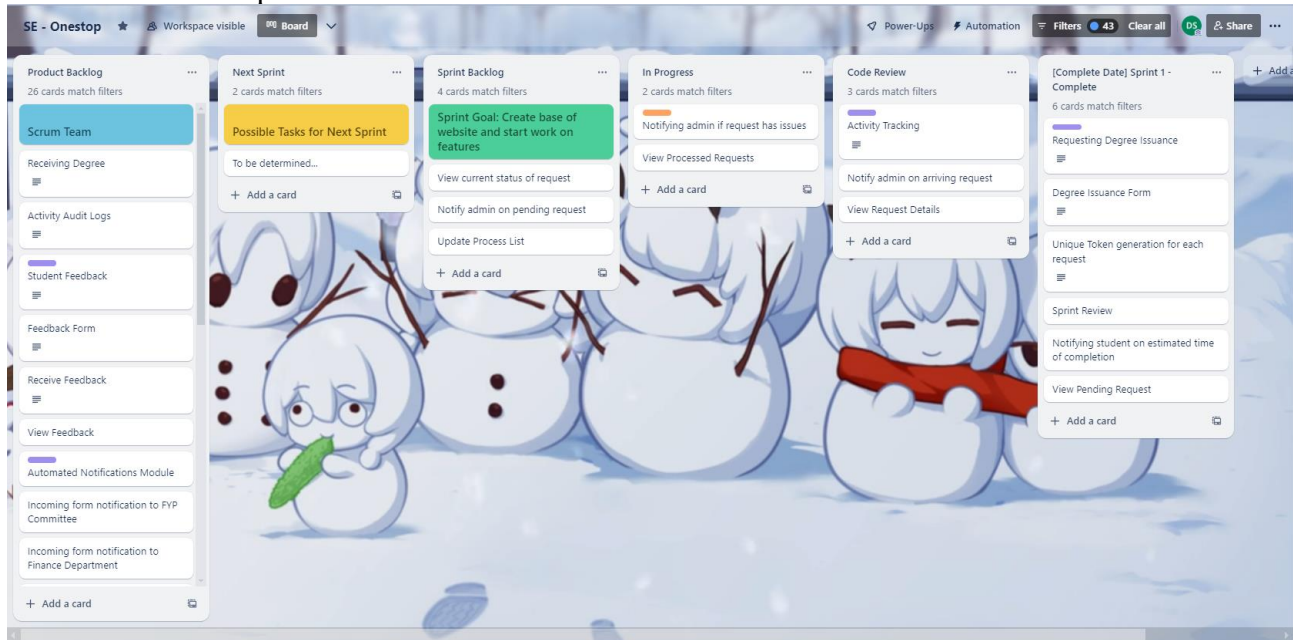 SE - Onestop
Workspace visible
Board
Power-Ups
Automation
Filters
43
Clear all
DS
Share
Product Backlog
26 cards match filters
Scrum Team
Receiving Degree
Activity Audit Logs
Student Feedback
Feedback Form
Receive Feedback
View Feedback
Automated Notifications Module
Incoming form notification to FYP
Committee
Incoming form notification to
Finance Department
+ Add a card
Next Sprint
2 cards match filters
Possible Tasks for Next Sprint
To be determined...
+ Add a card
Sprint Backlog
4 cards match filters
Sprint Goal: Create base of
website and start work on
features
View current status of request
Notify admin on pending request
Update Process List
+ Add a card
In Progress
2 cards match filters
Notifying admin if request has issues
View Processed Requests
+ Add a card
Code Review
3 cards match filters
Activity Tracking
Notify admin on arriving request
View Request Details
+ Add a card
[Complete Date] Sprint 1 -
Complete
6 cards match filters
Requesting Degree Issuance
Degree Issuance Form
Unique Token generation for each
request
Sprint Review
Notifying student on estimated time
of completion
View Pending Request
+ Add a card
+ Add